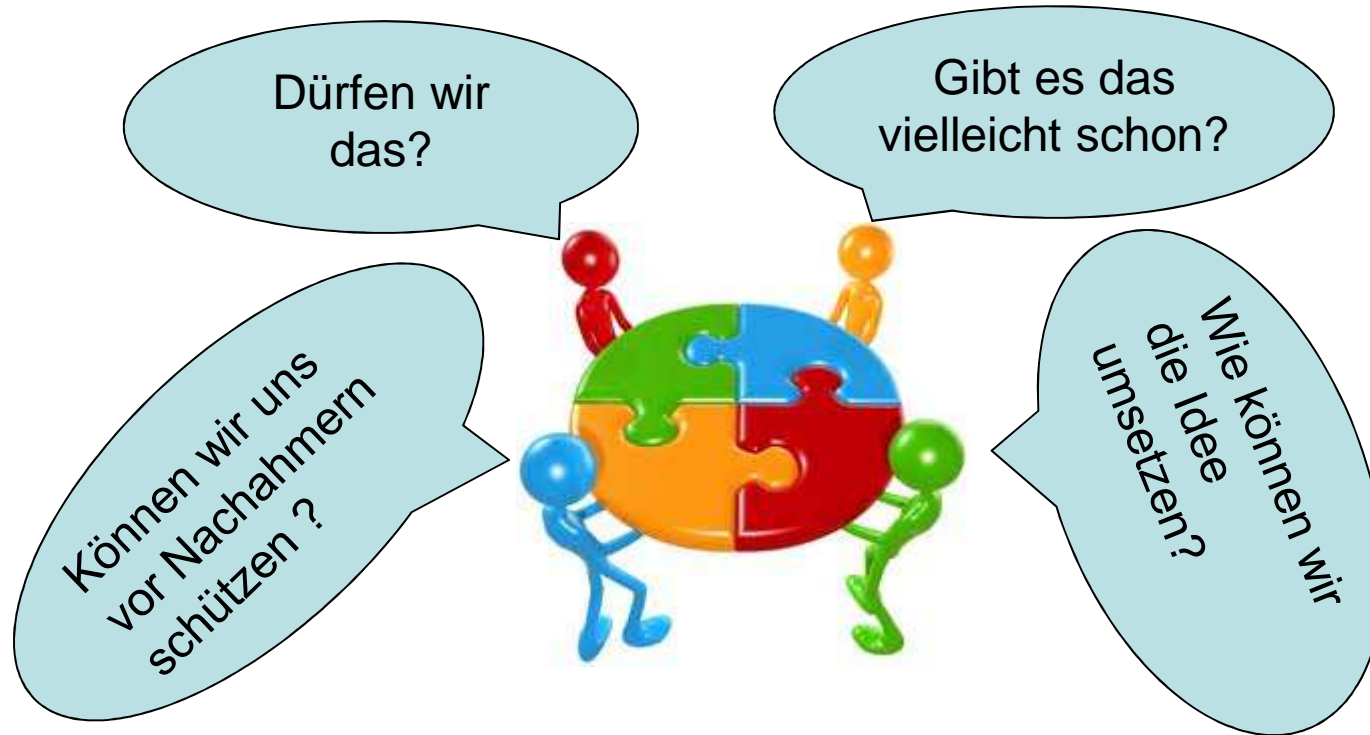 Dürfen wir
das?
Gibt es das
vielleicht schon?
Können wir uns
vor Nachahmern
schützen ?
Wie können wir
die Idee
umsetzen?